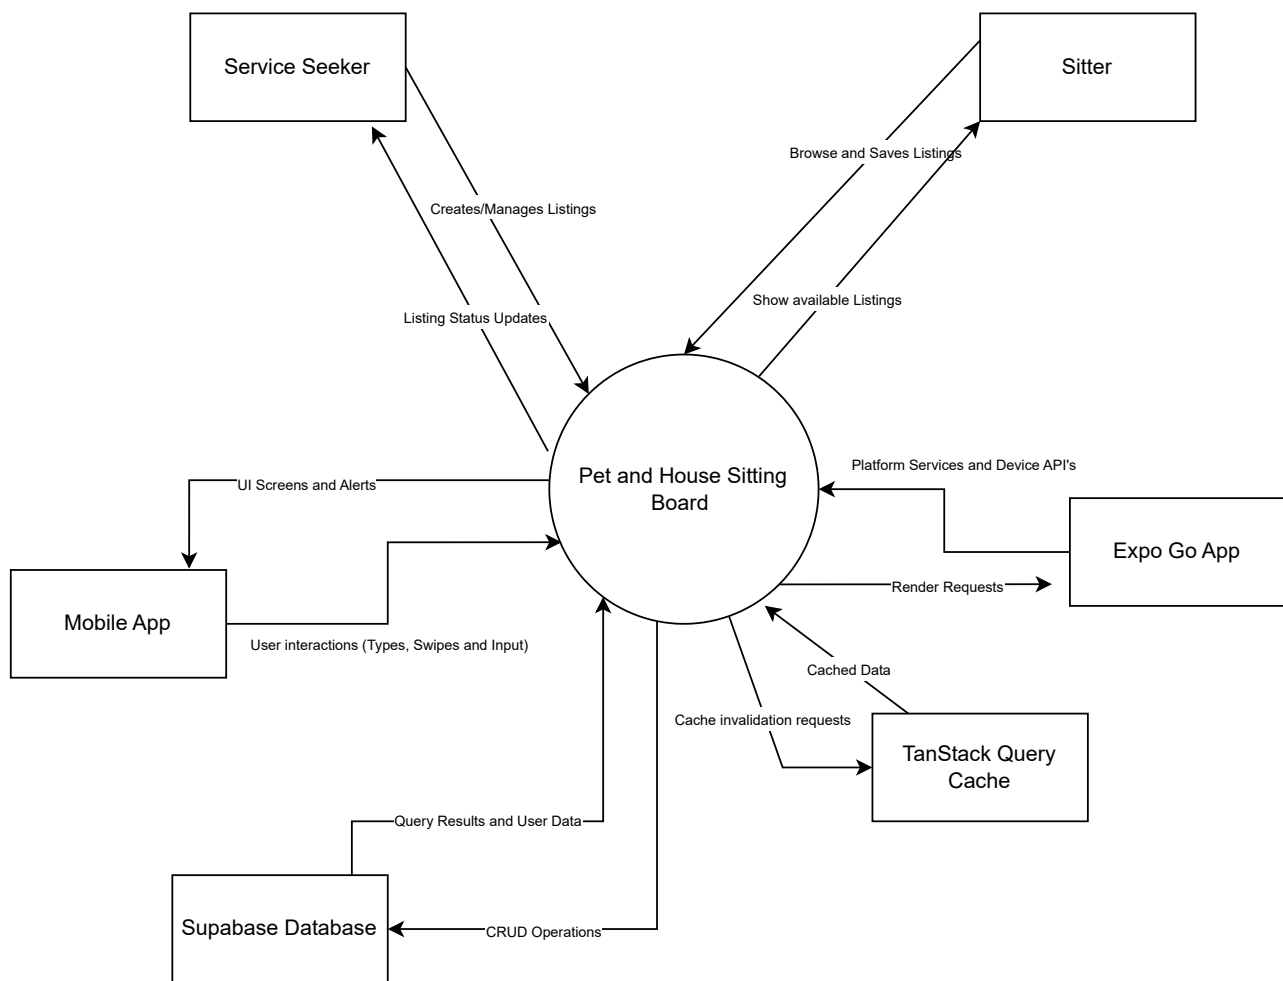 Service Seeker
Sitter
Browse and Saves Listings
Creates/Manages Listings
Show available Listings
Listing Status Updates
Pet and House Sitting
Board
Platform Services and Device API's
UI Screens and Alerts
Expo Go App
Render Requests
Mobile App
User interactions (Types, Swipes and Input)
Cached Data
Cache invalidation requests
TanStack Query
Cache
Query Results and User Data
Supabase Database
CRUD Operations